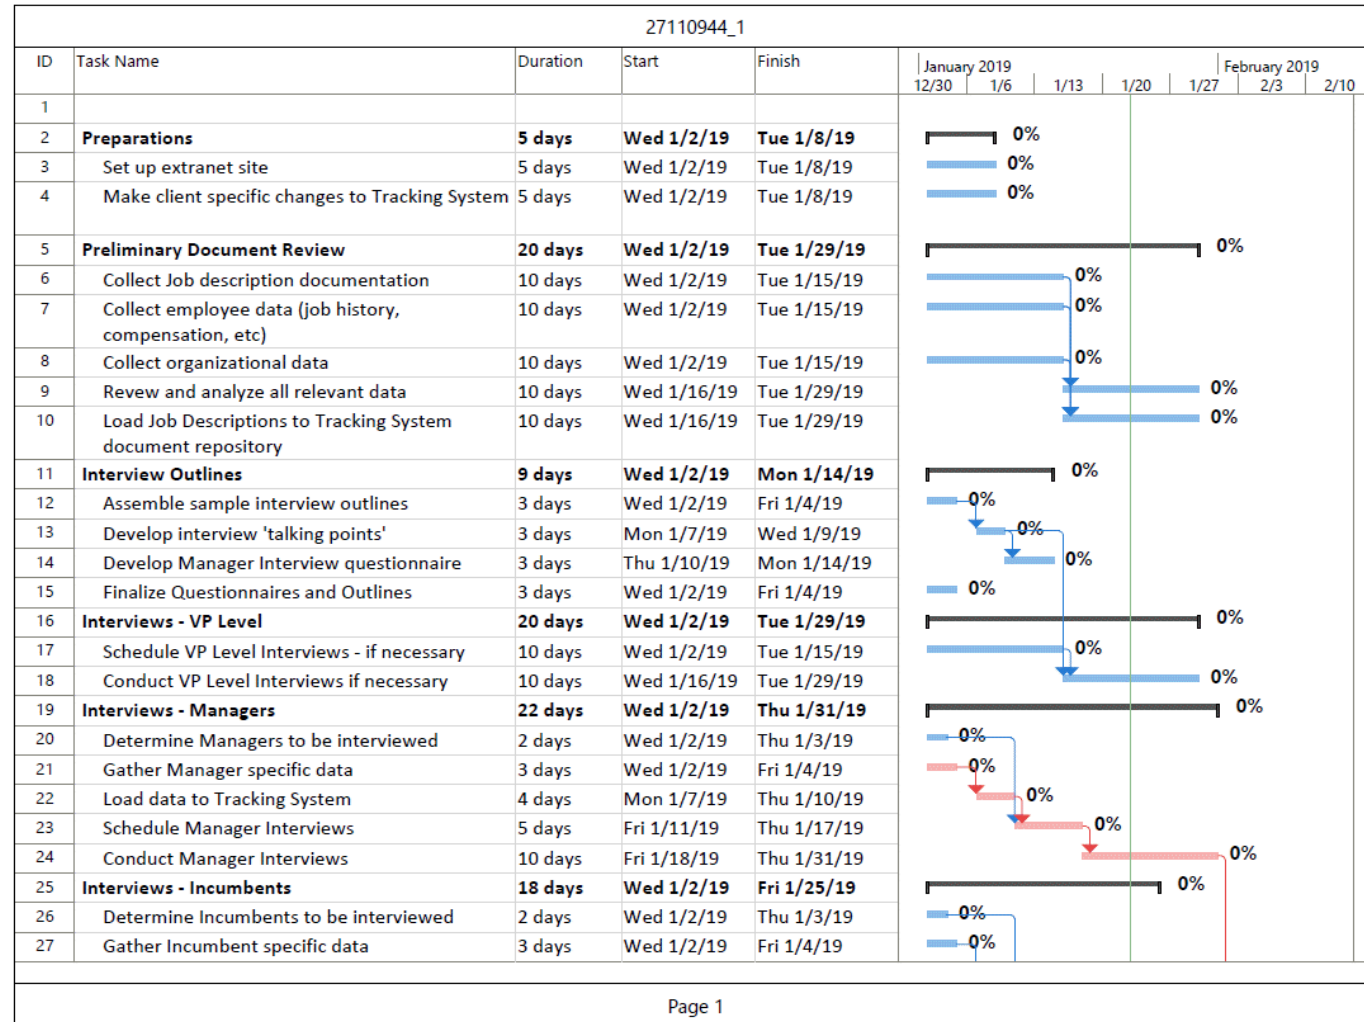 27110944_1
ID Task Name Duration Start Finish January 2019 February 2019
12/30 1/6 1/13 1/20 1/27 2/3 2/10
1
2 Preparations 5 days Wed 1/2/19 Tue 1/8/19 0%
3 Set up extranet site 5 days Wed 1/2/19 Tue 1/8/19 0%
4 Make client specific changes to Tracking System 5 days Wed 1/2/19 Tue 1/8/19 0%
5 Preliminary Document Review 20 days Wed 1/2/19 Tue 1/29/19 0%
6 Collect Job description documentation 10 days Wed 1/2/19 Tue 1/15/19 0%
7 Collect employee data (job history, 10 days Wed 1/2/19 Tue 1/15/19 0%
compensation, etc)
8 Collect organizational data 10 days Wed 1/2/19 Tue 1/15/19 0%
9 Revew and analyze all relevant data 10 days Wed 1/16/19 Tue 1/29/19 0%
10 Load Job Descriptions to Tracking System 10 days Wed 1/16/19 Tue 1/29/19 0%
document repository
11 Interview Outlines 9 days Wed 1/2/19 Mon 1/14/19 0%
12 Assemble sample interview outlines 3 days Wed 1/2/19 Fri 1/4/19 0%
13 Develop interview 'talking points' 3 days Mon 1/7/19 Wed 1/9/19 0%
14 Develop Manager Interview questionnaire 3 days Thu 1/10/19 Mon 1/14/19 0%
15 Finalize Questionnaires and Outlines 3 days Wed 1/2/19 Fri 1/4/19 0%
16 Interviews - VP Level 20 days Wed 1/2/19 Tue 1/29/19 0%
17 Schedule VP Level Interviews - if necessary 10 days Wed 1/2/19 Tue 1/15/19 0%
18 Conduct VP Level Interviews if necessary 10 days Wed 1/16/19 Tue 1/29/19 0%
19 Interviews - Managers 22 days Wed 1/2/19 Thu 1/31/19 0%
20 Determine Managers to be interviewed 2 days Wed 1/2/19 Thu 1/3/19 0%
21 Gather Manager specific data 3 days Wed 1/2/19 Fri 1/4/19 0%
22 Load data to Tracking System 4 days Mon 1/7/19 Thu 1/10/19 0%
23 Schedule Manager Interviews 5 days Fri 1/11/19 Thu 1/17/19 0%
24 Conduct Manager Interviews 10 days Fri 1/18/19 Thu 1/31/19 0%
25 Interviews - Incumbents 18 days Wed 1/2/19 Fri 1/25/19 0%
26 Determine Incumbents to be interviewed 2 days Wed 1/2/19 Thu 1/3/19 0%
27 Gather Incumbent specific data 3 days Wed 1/2/19 Fri 1/4/19 0%
Page 1